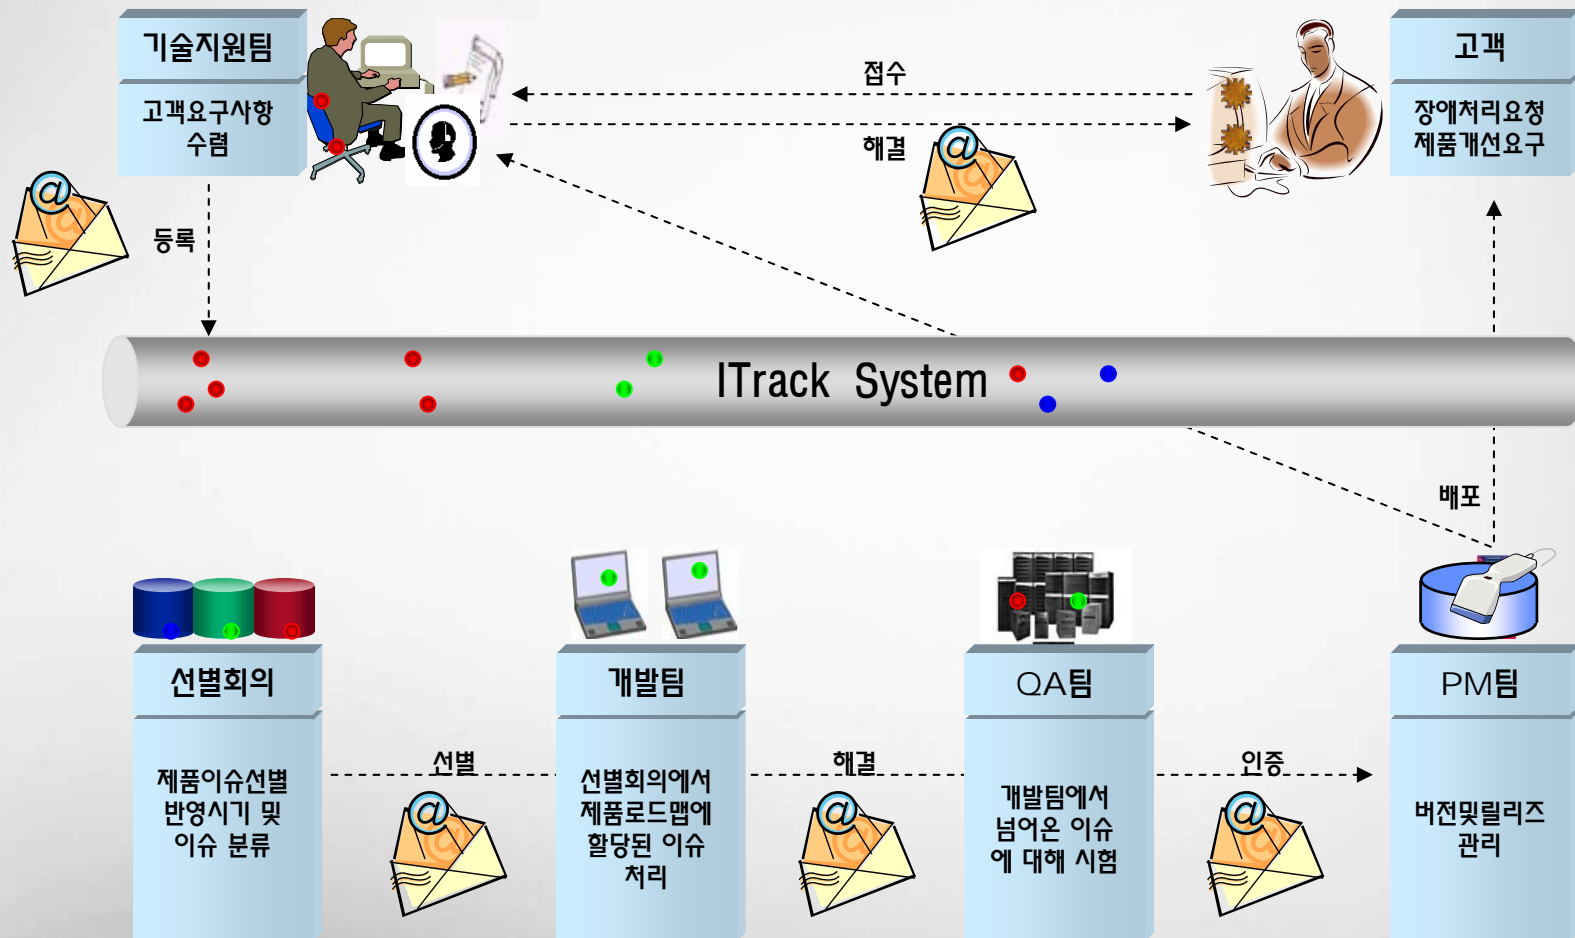 기술지원팀
고객요구사항
수렴
접수
해결
고객
장애처리요청
제품개선요구
등록
ITrack System
배포
선별회의
제품이슈선별
반영시기 및
이슈 분류
선별
개발팀
선별회의에서
제품로드맵에
할당된 이슈
처리
해결
QA팀
개발팀에서
넘어온 이슈
에 대해 시험
인증
PM팀
버전및릴리즈
관리